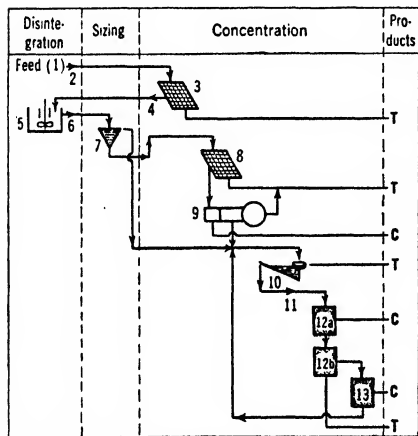 Disinte-
gration
Sizing
Concentration
Pro-
ducts
Feed (1)
2
3
4
T
5
6
7
8
T
9
C
T
10
11
12a
C
12b
13
C
T